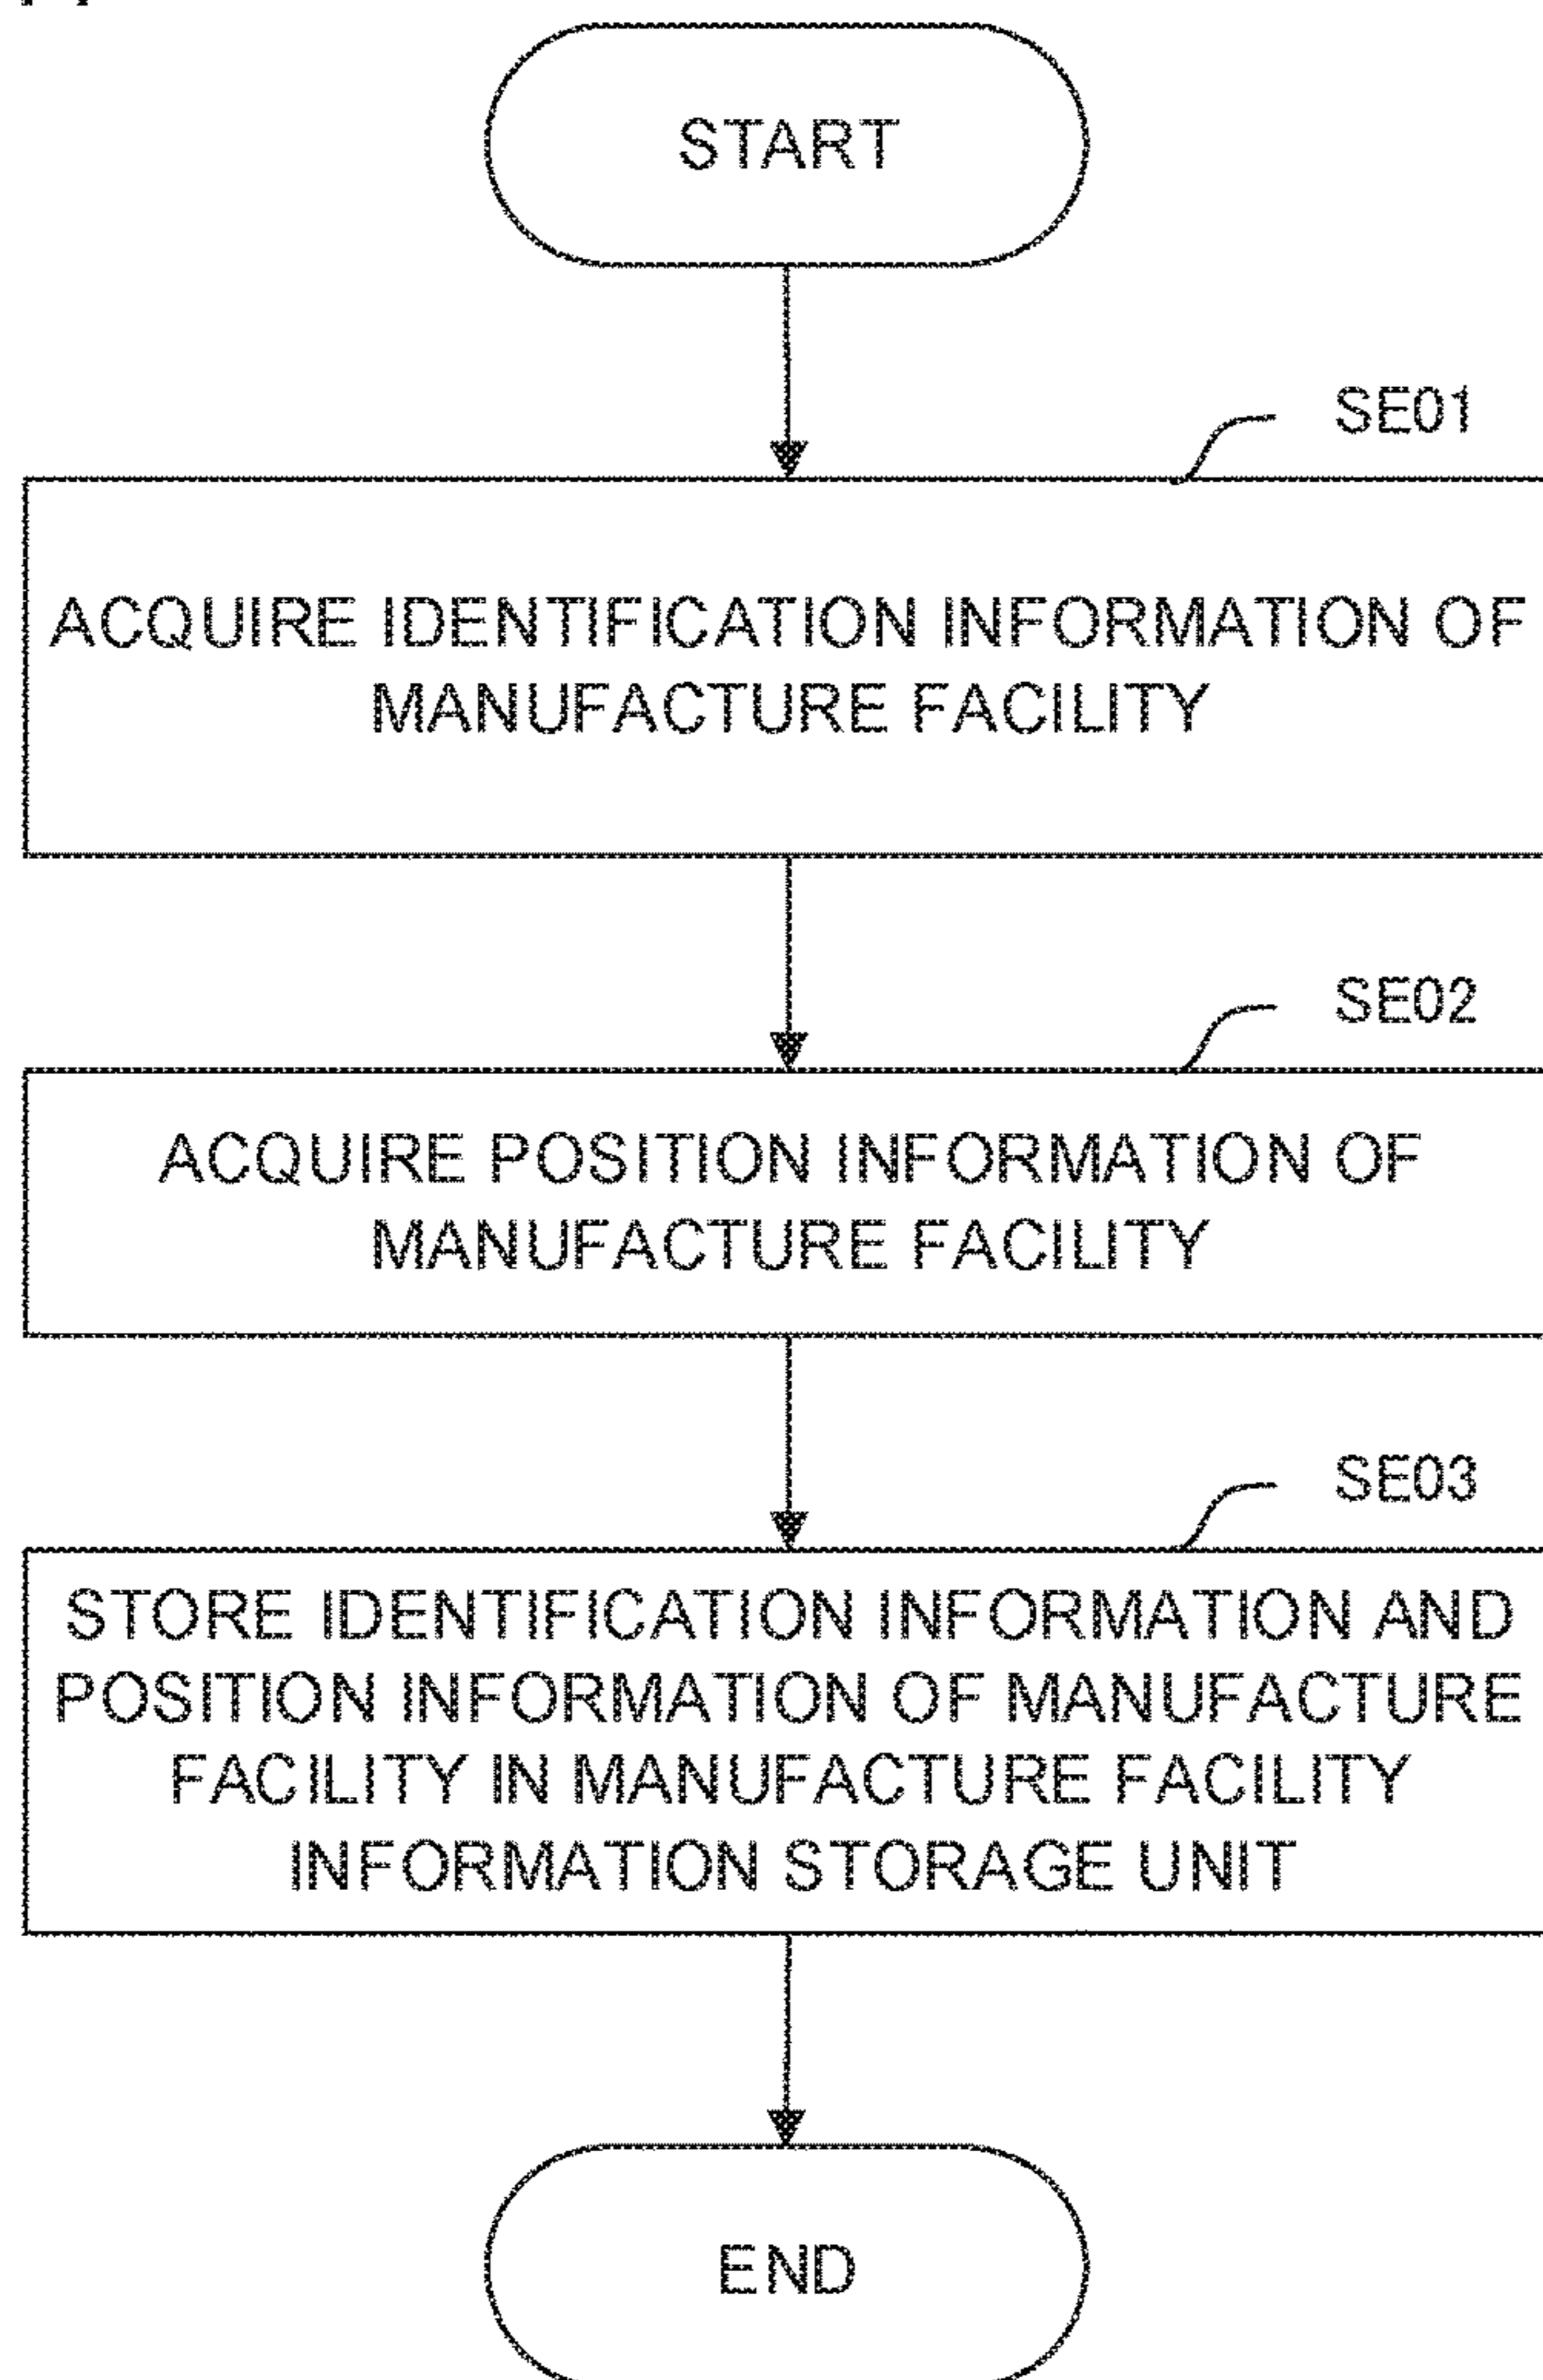 START
SE01
ACQUIRE IDENTIFICATION INFORMATION OF
MANUFACTURE FACILITY
SE02
ACQUIRE POSITION INFORMATION OF
MANUFACTURE FACILITY
SE03
STORE IDENTIFICATION INFORMATION AND
POSITION INFORMATION OF MANUFACTURE
FACILITY IN MANUFACTURE FACILITY
INFORMATION STORAGE UNIT
END